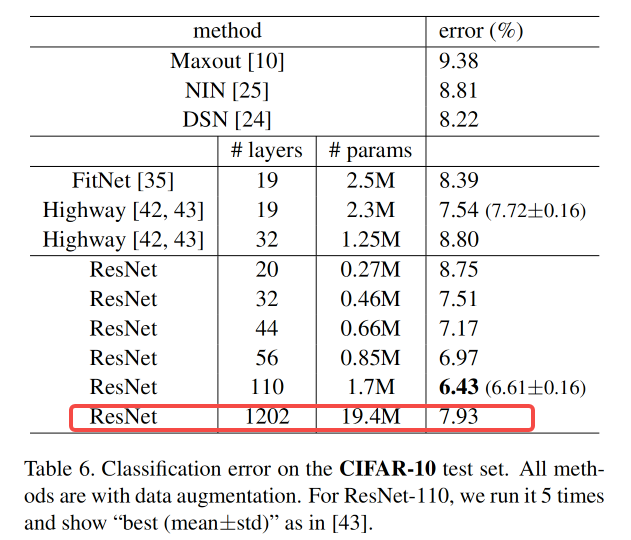 method error (%)
Maxout [10] 9.38
NIN [25] 8.81
DSN [24] 8.22
# layers # params
FitNet [35] 19 2.5M 8.39
Highway [42, 43] 19 2.3M 7.54 (7.72±0.16)
Highway [42, 43] 32 1.25M 8.80
ResNet 20 0.27M 8.75
ResNet 32 0.46M 7.51
ResNet 44 0.66M 7.17
ResNet 56 0.85M 6.97
ResNet 110 1.7M 6.43 (6.61±0.16)
ResNet 1202 19.4M 7.93
Table 6. Classification error on the CIFAR-10 test set. All meth-
ods are with data augmentation. For ResNet-110, we run it 5 times
and show “best (mean±std)” as in [43].